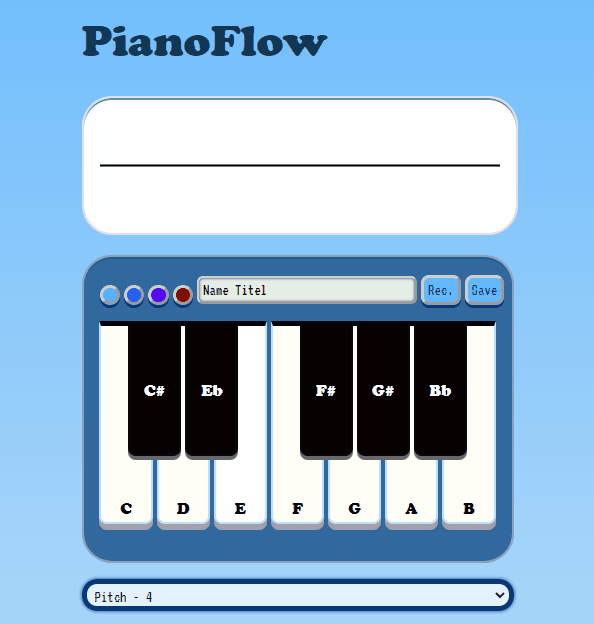 PianoFlow
Name Titel Rec. Save
C# Eb F# G# Bb
C D E F G A B
Pitch - 4